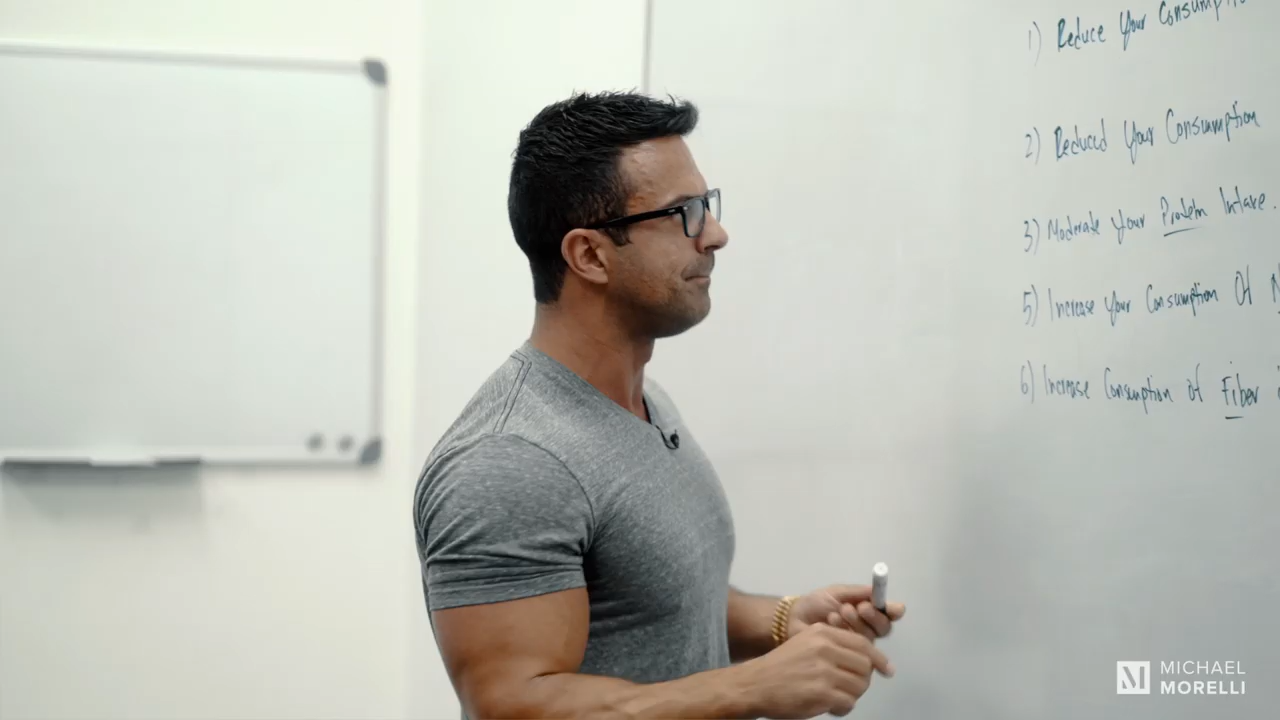 1) Reduce Your Consumptio
2) Reduced Your Consumption
3) Moderate your Protein Intake.
5) Increase your Consumption Of N
6) Increase Consumption of Fiber
MICHAEL
MORELLI